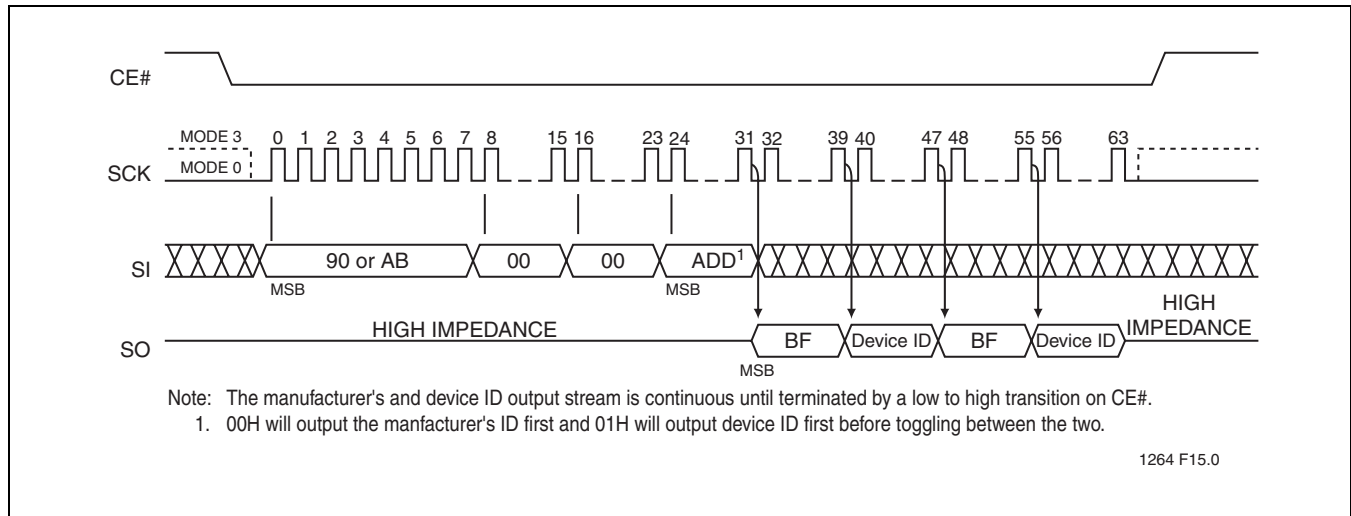 CE#
MODE 3 0 1 2 3 4 5 6 7 8 15 16 23 24 31 32 39 40 47 48 55 56 63
SCK MODE 0
SI 90 or AB 00 00 ADD1
MSB MSB
HIGH
SO HIGH IMPEDANCE BF Device ID BF Device ID IMPEDANCE
MSB
Note: The manufacturer's and device ID output stream is continuous until terminated by a low to high transition on CE#.
1. 00H will output the manfacturer's ID first and 01H will output device ID first before toggling between the two.
1264 F15.0